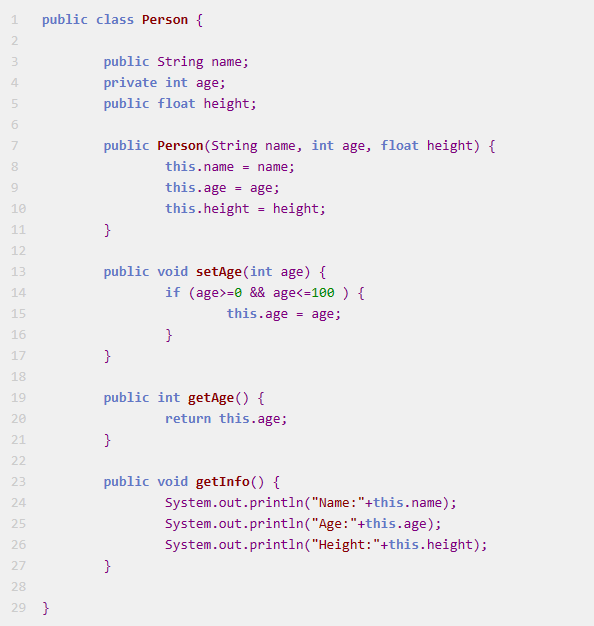 1 public class Person {
2
3 public String name;
4 private int age;
5 public float height;
6
7 public Person(String name, int age, float height) {
8 this.name = name;
9 this.age = age;
10 this.height = height;
11 }
12
13 public void setAge(int age) {
14 if (age>=0 && age<=100 ) {
15 this.age = age;
16 }
17 }
18
19 public int getAge() {
20 return this.age;
21 }
22
23 public void getInfo() {
24 System.out.println("Name:"+this.name);
25 System.out.println("Age:"+this.age);
26 System.out.println("Height:"+this.height);
27 }
28
29 }